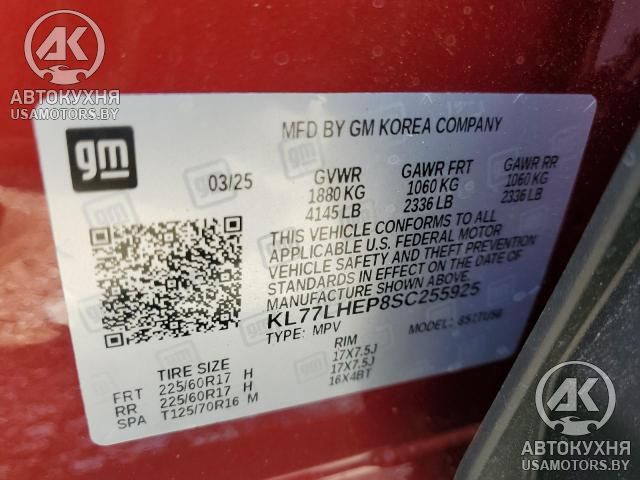 AK
АВТОКУХНЯ
USAMOTORS.BY
gm
MFD BY GM KOREA COMPANY
03/25 GVWR GAWR FRT GAWR RR
1880 KG 1060 KG 1060 KG
4145 LB 2336 LB 2336 LB
THIS VEHICLE CONFORMS TO ALL
APPLICABLE U.S. FEDERAL MOTOR
VEHICLE SAFETY AND THEFT PREVENTION
STANDARDS IN EFFECT ON THE DATE OF
MANUFACTURE SHOWN ABOVE.
KL77LHEP8SC255925
TYPE: MPV MODEL:
TIRE SIZE RIM
FRT 225/60R17 H 17X7.5J
RR 225/60R17 H 17X7.5J
SPA T125/70R16 M 16X4BT
AK
АВТОКУХНЯ
USAMOTORS.BY